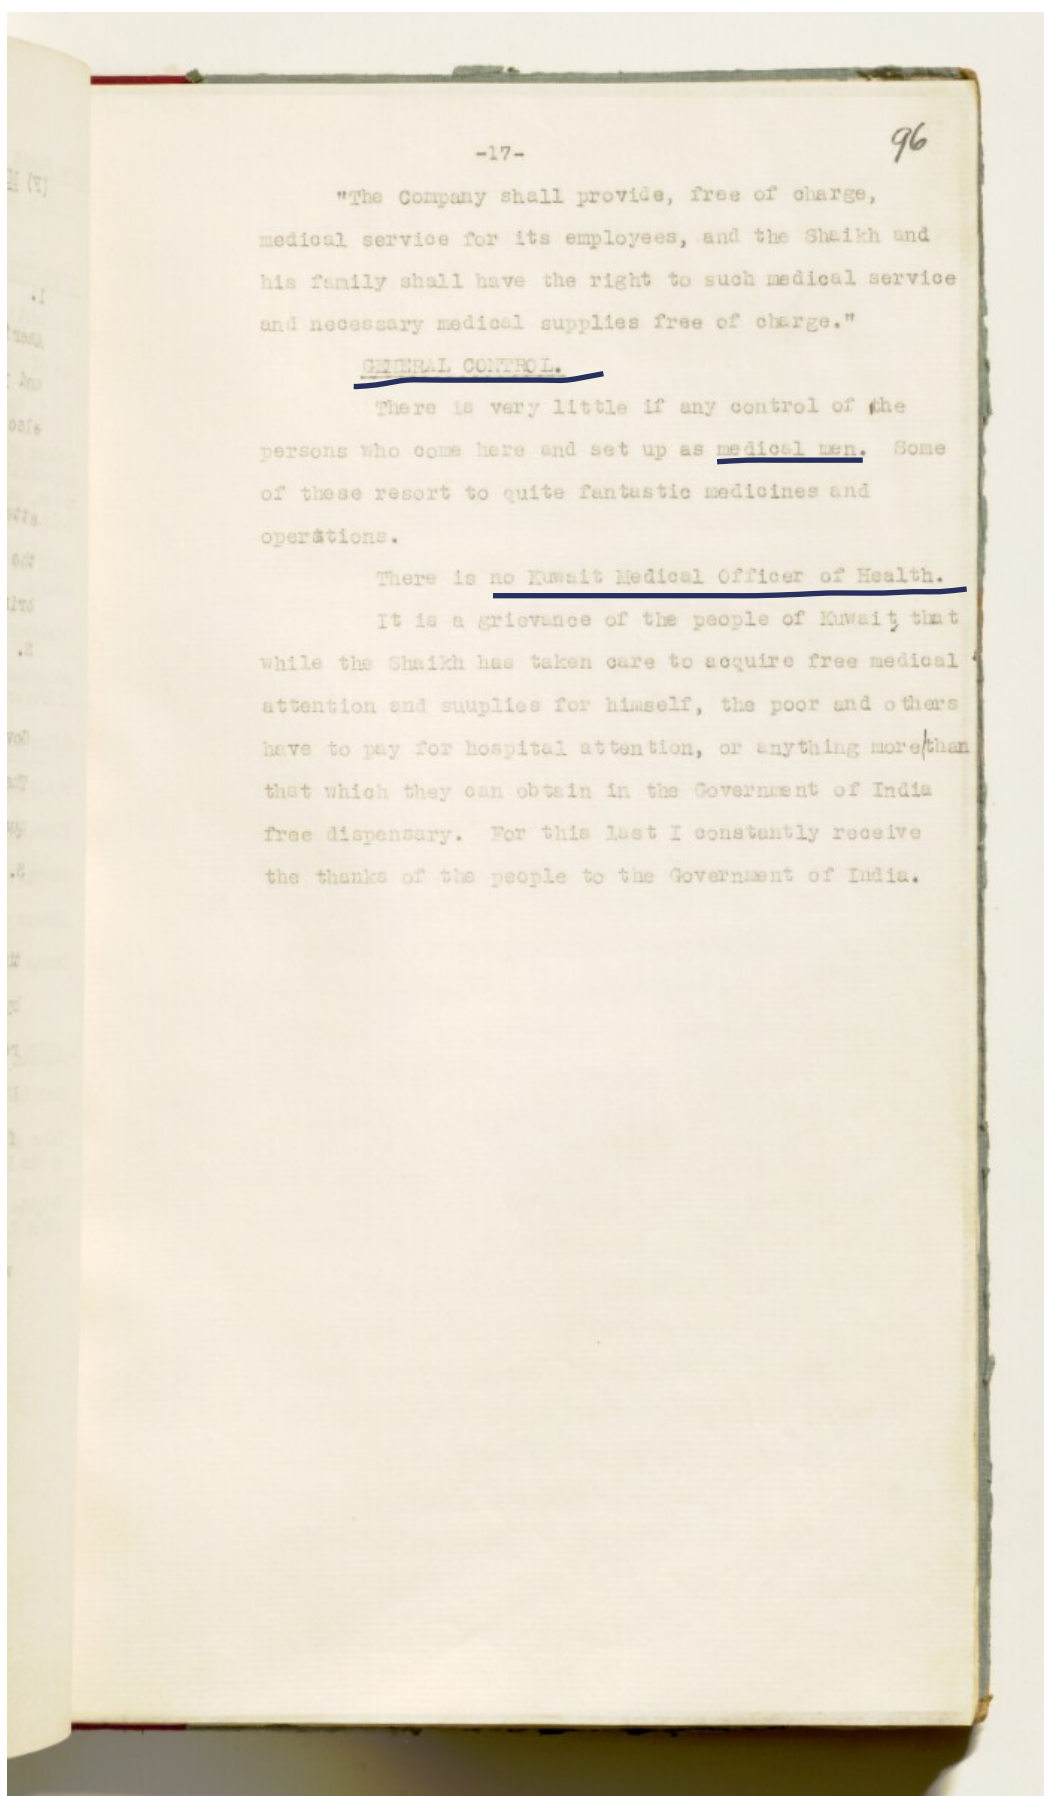 96
-17-
"The Company shall provide, free of charge,
medical service for its employees, and the Shaikh and
his family shall have the right to such medical service
and necessary medical supplies free of charge."
GENERAL CONTROL.
There is very little if any control of the
persons who come here and set up as medical men. Some
of these resort to quite fantastic medicines and
operations.
There is no Kuwait Medical Officer of Health.
It is a grievance of the people of Kuwait, that
while the Shaikh has taken care to acquire free medical
attention and suuplies for himself, the poor and others
have to pay for hospital attention, or anything more/than
that which they can obtain in the Government of India
free dispensary. For this last I constantly receive
the thanks of the people to the Government of India.